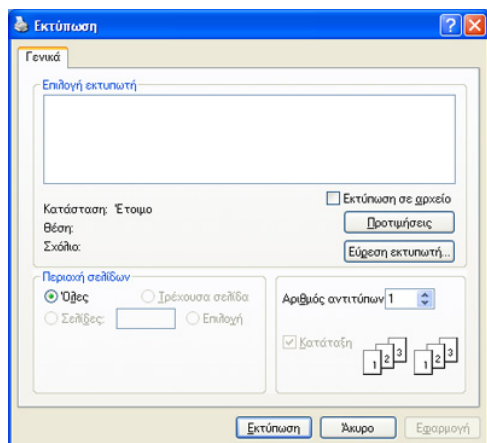 Εκτύπωση
Γενικά
Επιλογή εκτυπωτή
Κατάσταση: Έτοιμο
Θέση:
Σχόλια:
Εκτύπωση σε αρχείο
Προτιμήσεις
Εύρεση εκτυπωτή...
Περιοχή σελίδων
Όλες Τρέχουσα σελίδα
Σελίδες: Επιλογή
Αριθμός αντιτύπων 1
Κατάταξη
1 2 3 1 2 3
Εκτύπωση Άκυρο Εφαρμογή